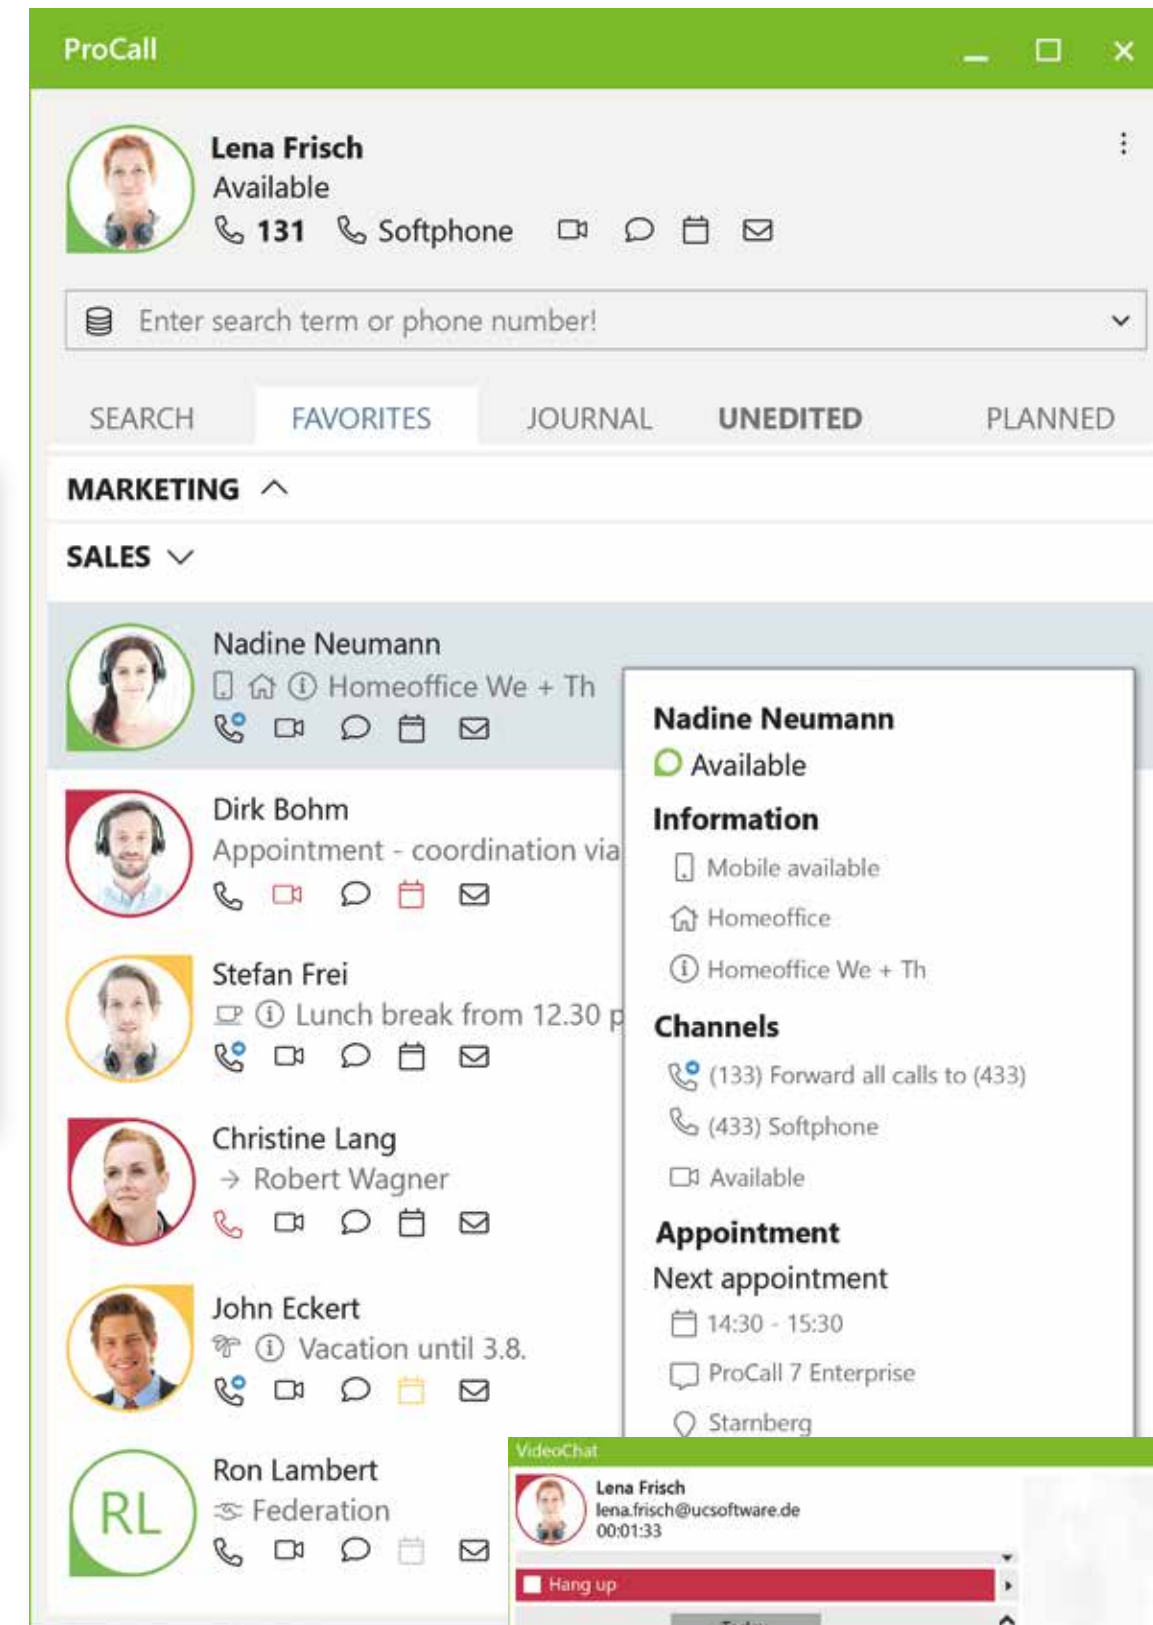 ProCall
Lena Frisch
Available
131 Softphone
Enter search term or phone number!
SEARCH FAVORITES JOURNAL UNEDITED PLANNED
MARKETING
SALES
Nadine Neumann
Homeoffice We + Th
Dirk Bohm
Appointment - coordination via
Stefan Frei
Lunch break from 12.30 p
Christine Lang
→ Robert Wagner
John Eckert
Vacation until 3.8.
RL
Ron Lambert
Federation
Nadine Neumann
Available
Information
Mobile available
Homeoffice
Homeoffice We + Th
Channels
(133) Forward all calls to (433)
(433) Softphone
Available
Appointment
Next appointment
14:30 - 15:30
ProCall 7 Enterprise
Starnberg
VideoChat
Lena Frisch
lena.frisch@ucsoftware.de
00:01:33
Hang up